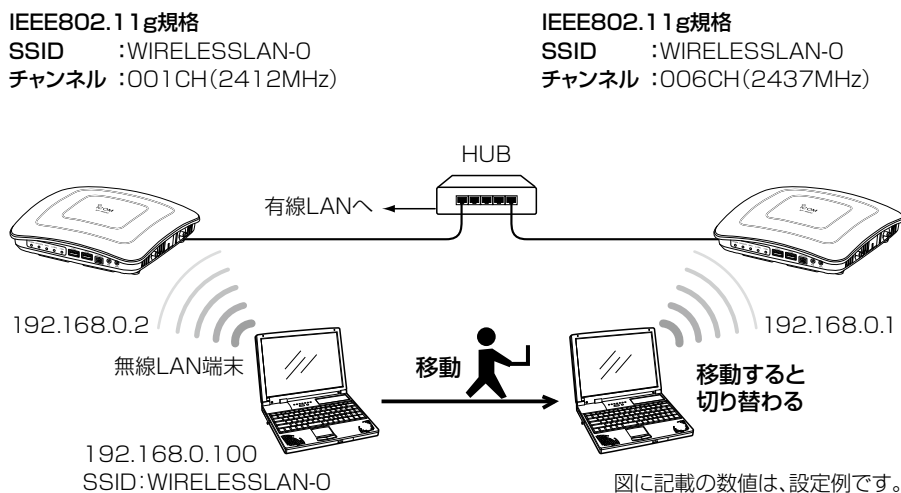 IEEE802.11g規格
SSID :WIRELESSLAN-0
チャンネル :001CH(2412MHz)
IEEE802.11g規格
SSID :WIRELESSLAN-0
チャンネル :006CH(2437MHz)
HUB
有線LANへ
192.168.0.2
192.168.0.1
無線LAN端末
移動
移動すると
切り替わる
192.168.0.100
SSID:WIRELESSLAN-0
図に記載の数値は、設定例です。